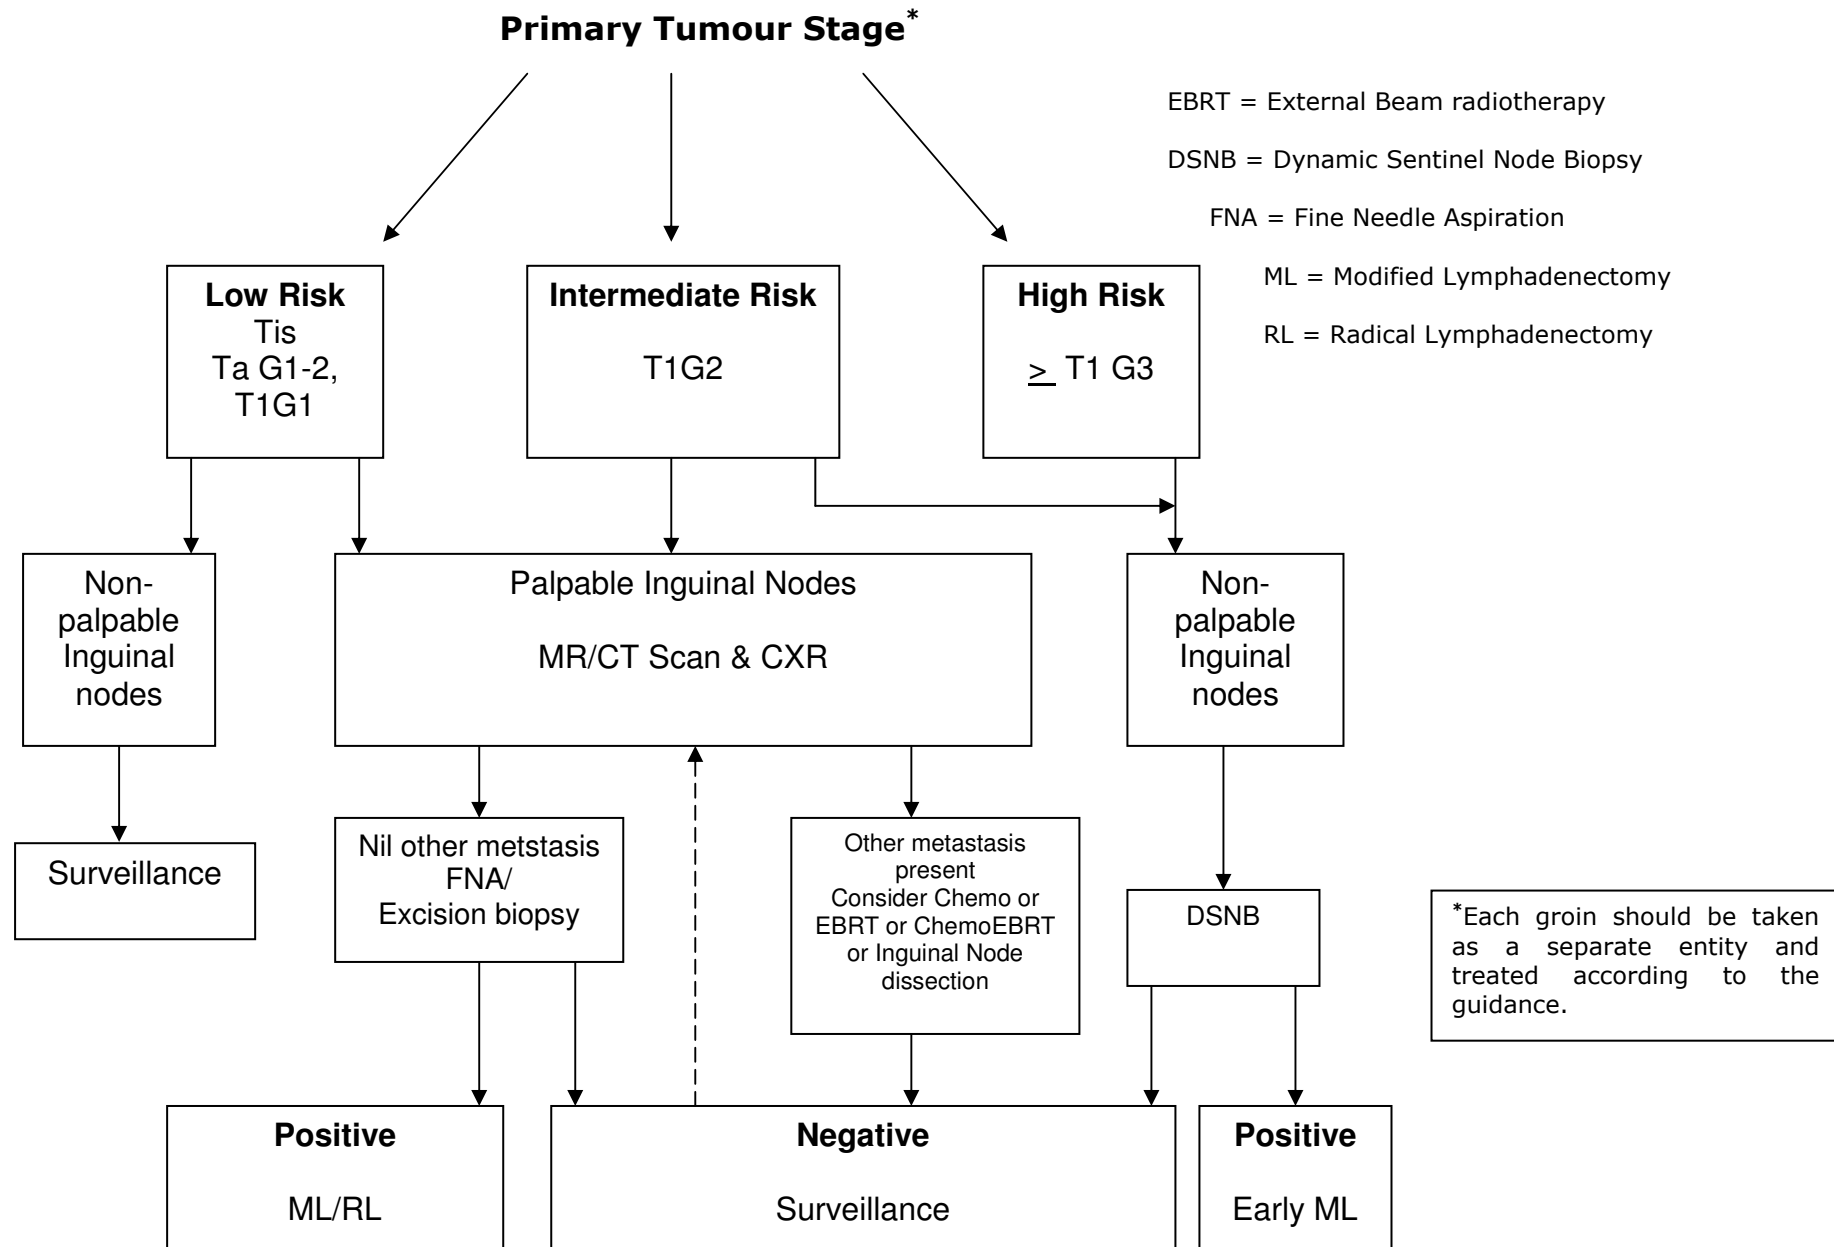 Primary Tumour Stage*
EBRT = External Beam radiotherapy
DSNB = Dynamic Sentinel Node Biopsy
FNA = Fine Needle Aspiration
ML = Modified Lymphadenectomy
RL = Radical Lymphadenectomy
Low Risk
Tis
Ta G1-2,
T1G1
Intermediate Risk
T1G2
High Risk
> T1 G3
Non-
palpable
Inguinal
nodes
Palpable Inguinal Nodes
MR/CT Scan & CXR
Non-
palpable
Inguinal
nodes
Surveillance
Nil other metstasis
FNA/
Excision biopsy
Other metastasis
present
Consider Chemo or
EBRT or ChemoEBRT
or Inguinal Node
dissection
DSNB
*Each groin should be taken
as a separate entity and
treated according to the
guidance.
Positive
ML/RL
Negative
Surveillance
Positive
Early ML